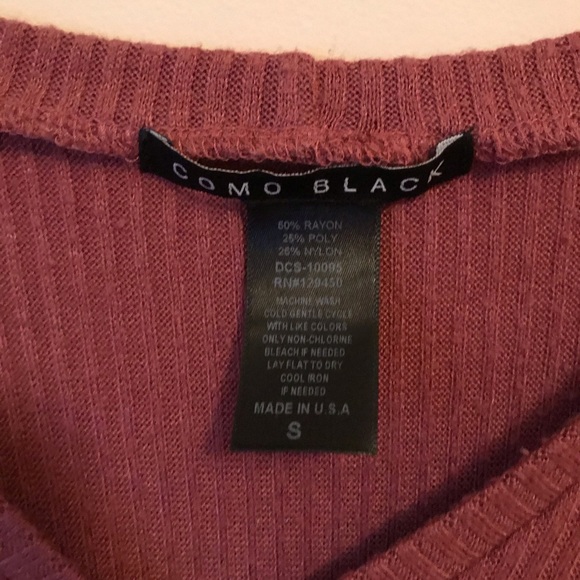 COMO BLACK
50% RAYON
25% POLY
25% NYLON
DCS-10095
RN#129450
MACHINE WASH
COLD GENTLE CYCLE
WITH LIKE COLORS
ONLY NON-CHLORINE
BLEACH IF NEEDED
LAY FLAT TO DRY
COOL IRON
IF NEEDED
MADE IN U.S.A
S